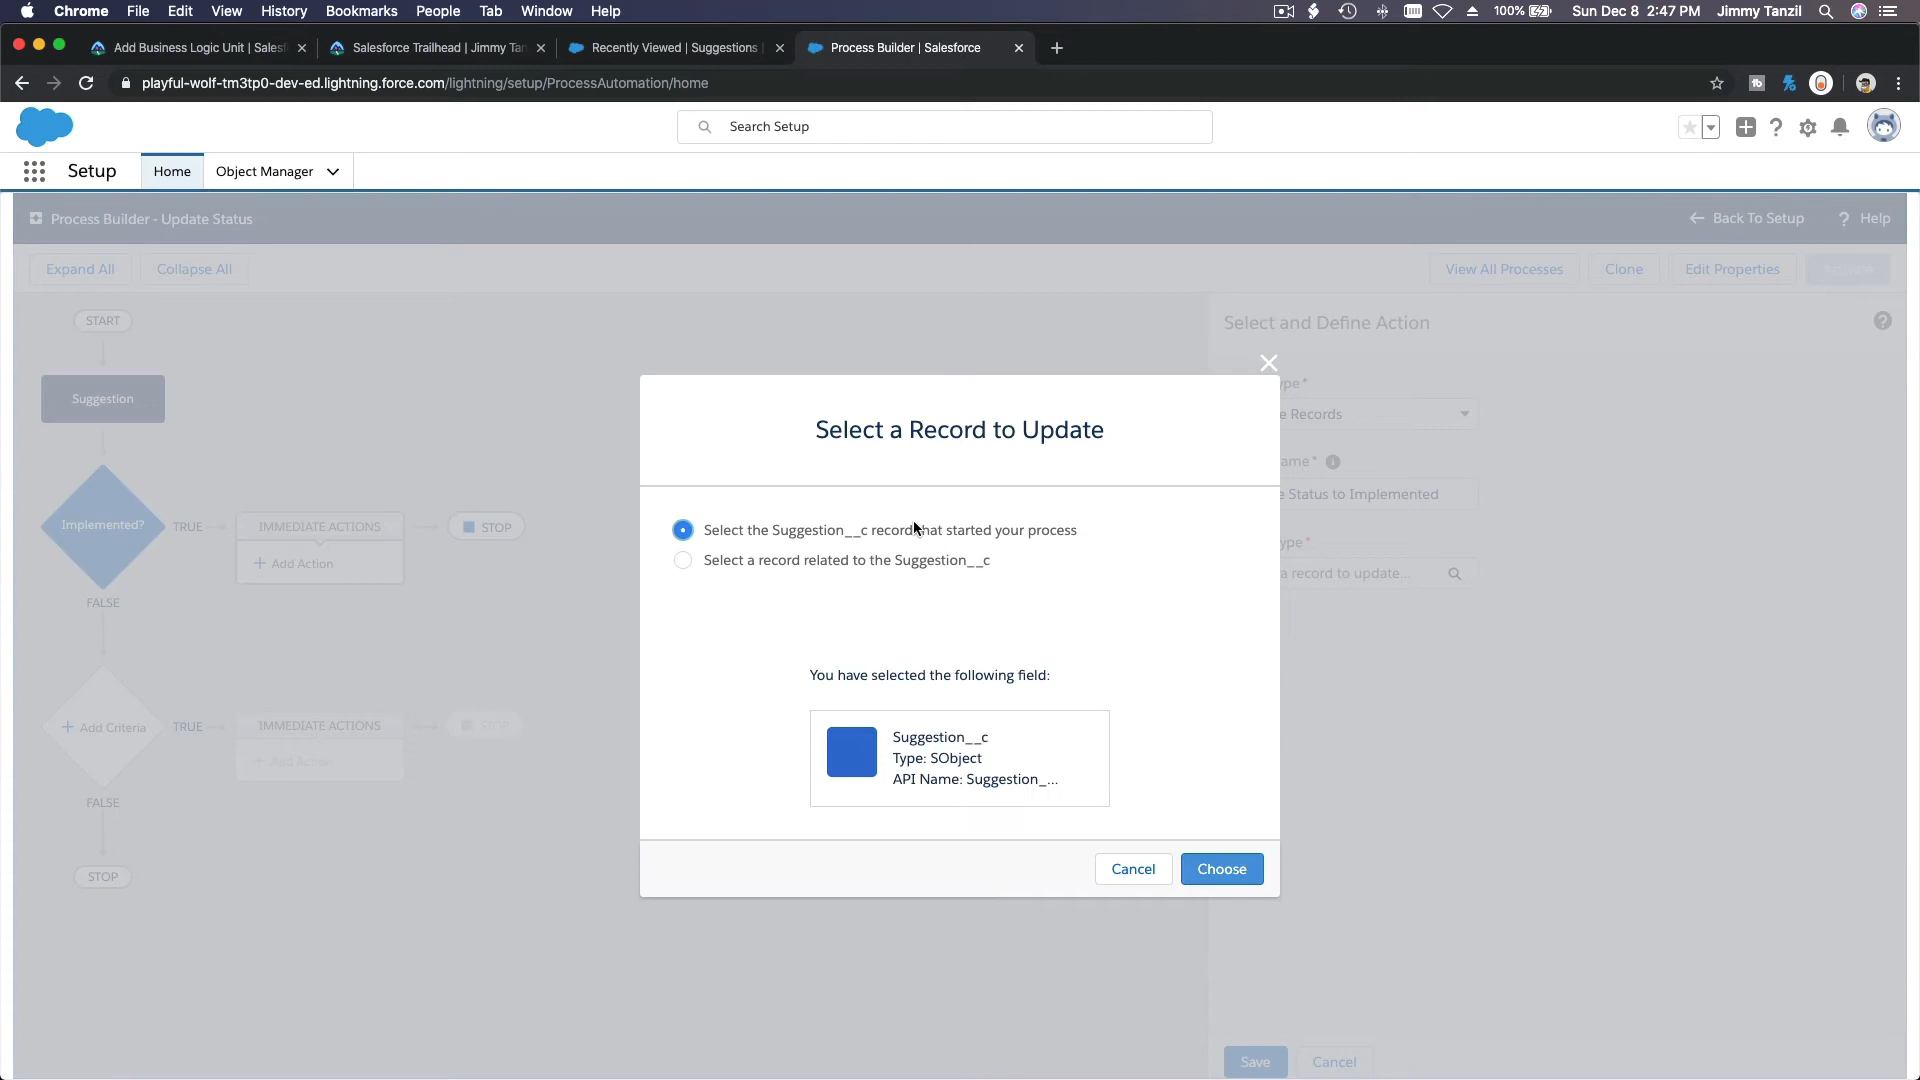 Chrome File Edit View History Bookmarks People Tab Window Help 100% Sun Dec 8 2:47 PM Jimmy Tanzil
Add Business Logic Unit | Salesf Salesforce Trailhead | Jimmy Tan Recently Viewed | Suggestions | Process Builder | Salesforce
playful-wolf-tm3tp0-dev-ed.lightning.force.com/lightning/setup/ProcessAutomation/home
Search Setup
Setup Home Object Manager
Process Builder - Update Status Back To Setup ? Help
Expand All Collapse All View All Processes Clone Edit Properties
START
Select and Define Action
Suggestion
ype*
e Records
Select a Record to Update
Implemented? TRUE IMMEDIATE ACTIONS STOP
+ Add Action
FALSE
ame*
e Status to Implemented
Select the Suggestion__c record that started your process
Select a record related to the Suggestion__c
ype*
a record to update...
You have selected the following field:
Suggestion__c
Type: SObject
API Name: Suggestion_...
+ Add Criteria TRUE IMMEDIATE ACTIONS STOP
+ Add Action
FALSE
STOP
Cancel Choose
Save Cancel